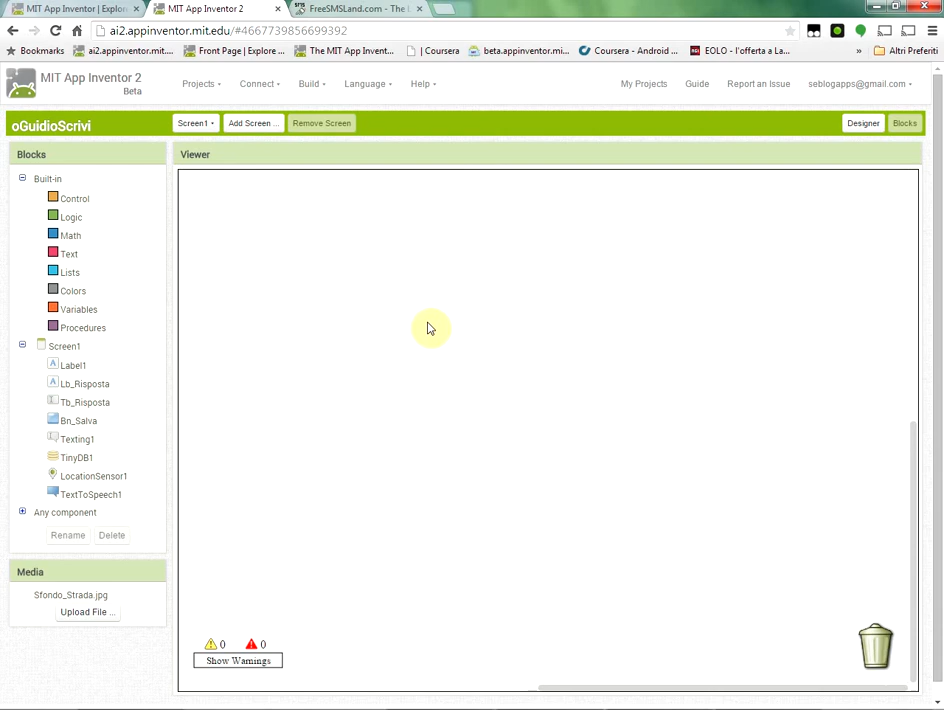 MIT App Inventor | Explo
MIT App Inventor 2
FreeSMSLand.com - The
ai2.appinventor.mit.edu/#4667739856699392
Bookmarks
ai2.appinventor.mit....
Front Page | Explore ...
The MIT App Invent...
| Coursera
beta.appinventor.mi...
Coursera - Android ...
EOLO - l'offerta a La...
»
Altri Preferiti
MIT App Inventor 2
Beta
Projects
Connect
Build
Language
Help
My Projects
Guide
Report an Issue
seblogapps@gmail.com
oGuidioScrivi
Screen1
Add Screen ...
Remove Screen
Designer
Blocks
Blocks
Viewer
Built-in
Control
Logic
Math
Text
Lists
Colors
Variables
Procedures
Screen1
Label1
Lb_Risposta
Tb_Risposta
Bn_Salva
Texting1
TinyDB1
LocationSensor1
TextToSpeech1
Any component
Rename
Delete
Media
Sfondo_Strada.jpg
Upload File ...
0
0
Show Warnings